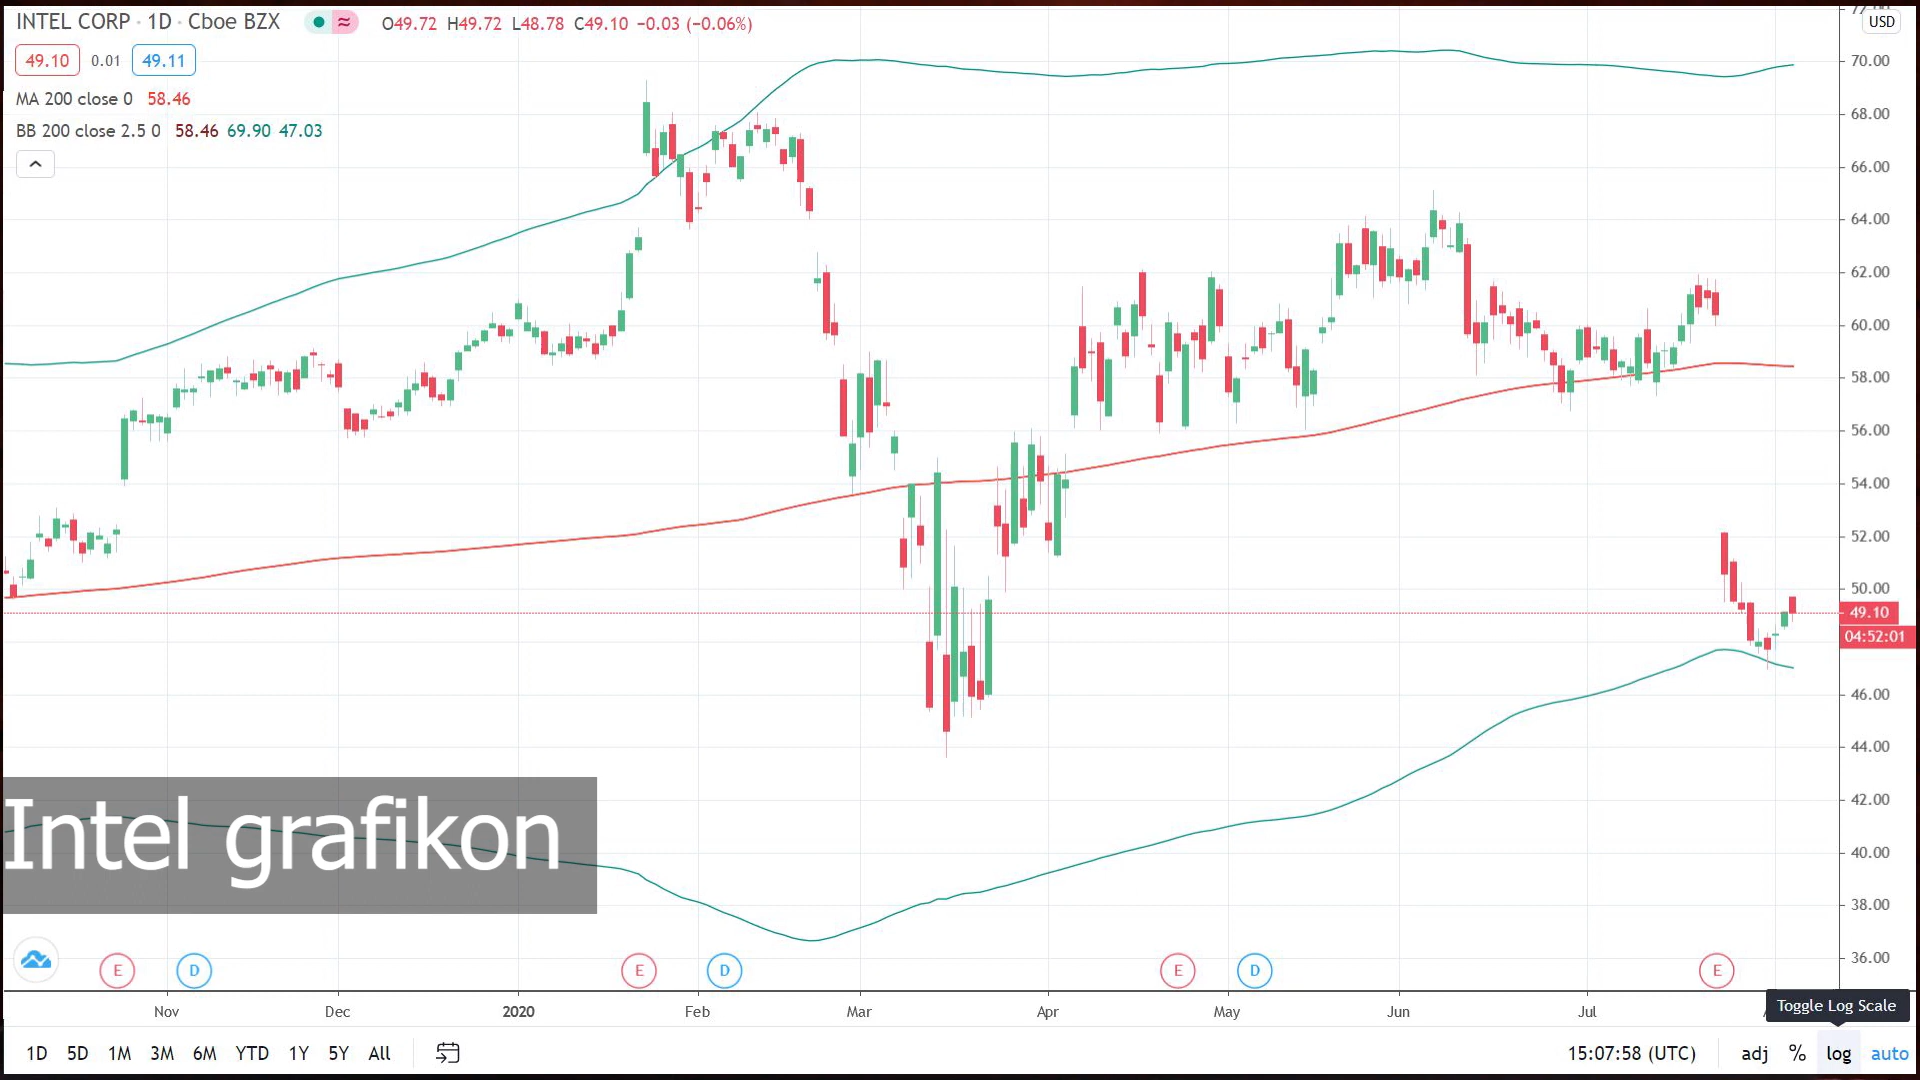 INTEL CORP · 1D · Cboe BZX O49.72 H49.72 L48.78 C49.10 −0.03 (−0.06%)
USD
49.10 0.01 49.11
MA 200 close 0 58.46
BB 200 close 2.5 0 58.46 69.90 47.03
70.00
68.00
66.00
64.00
62.00
60.00
58.00
56.00
54.00
52.00
50.00
49.10
04:52:01
46.00
44.00
42.00
40.00
38.00
36.00
Intel grafikon
E D E D E D E
Nov Dec 2020 Feb Mar Apr May Jun Jul
Toggle Log Scale
1D 5D 1M 3M 6M YTD 1Y 5Y All 15:07:58 (UTC) adj % log auto